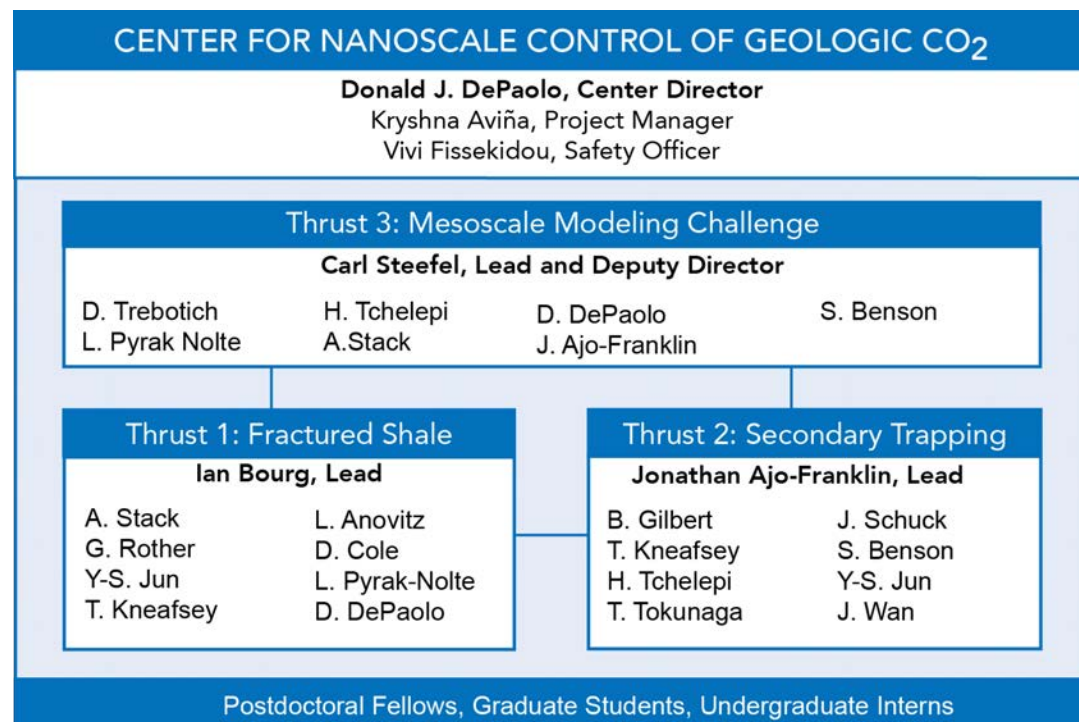 CENTER FOR NANOSCALE CONTROL OF GEOLOGIC CO2
Donald J. DePaolo, Center Director
Kryshna Aviña, Project Manager
Vivi Fissekidou, Safety Officer
Thrust 3: Mesoscale Modeling Challenge
Carl Steefel, Lead and Deputy Director
D. Trebotich H. Tchelepi D. DePaolo S. Benson
L. Pyrak Nolte A.Stack J. Ajo-Franklin
Thrust 1: Fractured Shale
Ian Bourg, Lead
A. Stack L. Anovitz
G. Rother D. Cole
Y-S. Jun L. Pyrak-Nolte
T. Kneafsey D. DePaolo
Thrust 2: Secondary Trapping
Jonathan Ajo-Franklin, Lead
B. Gilbert J. Schuck
T. Kneafsey S. Benson
H. Tchelepi Y-S. Jun
T. Tokunaga J. Wan
Postdoctoral Fellows, Graduate Students, Undergraduate Interns